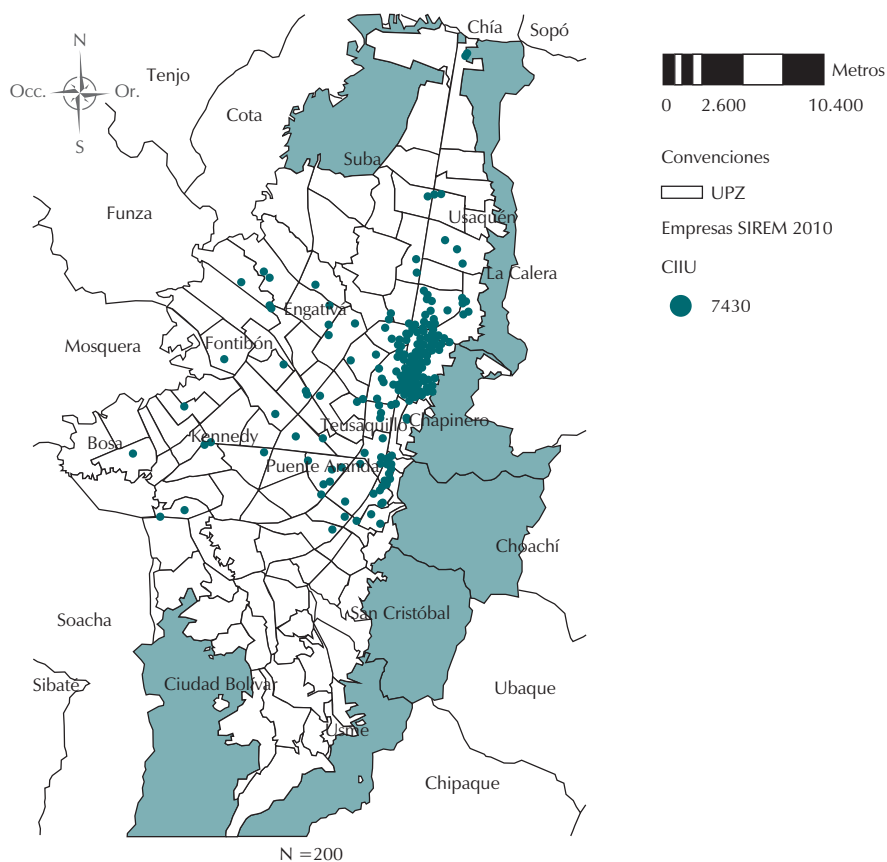 Chía
Sopó
N
Tenjo
Occ.
Or.
Cota
S
Suba
Funza
Usaquén
La Calera
Engativá
Mosquera
Fontibón
Teusaquillo
Chapinero
Bosa
Kennedy
Puente Aranda
Choachí
Soacha
San Cristóbal
Sibaté
Ciudad Bolívar
Ubaque
Usme
Chipaque
N =200
Metros
0 2.600 10.400
Convenciones
UPZ
Empresas SIREM 2010
CIIU
7430